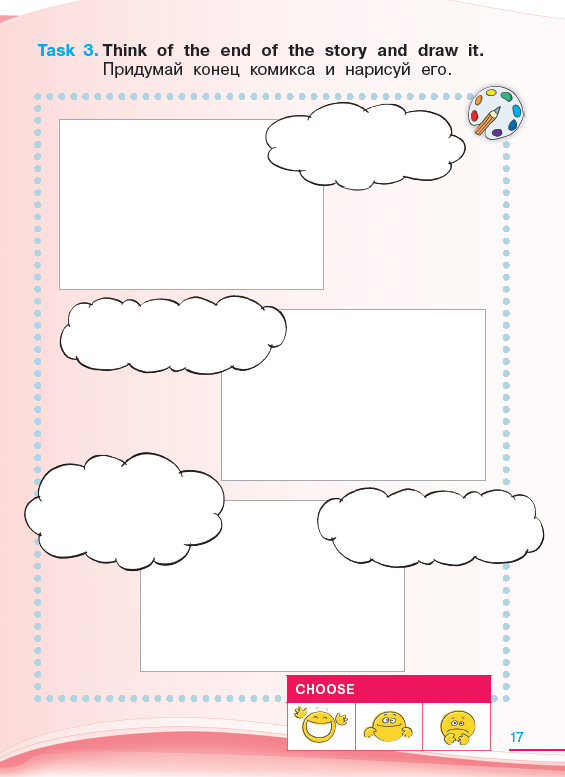 Task 3. Think of the end of the story and draw it.
Придумай конец комикса и нарисуй его.
CHOOSE
17